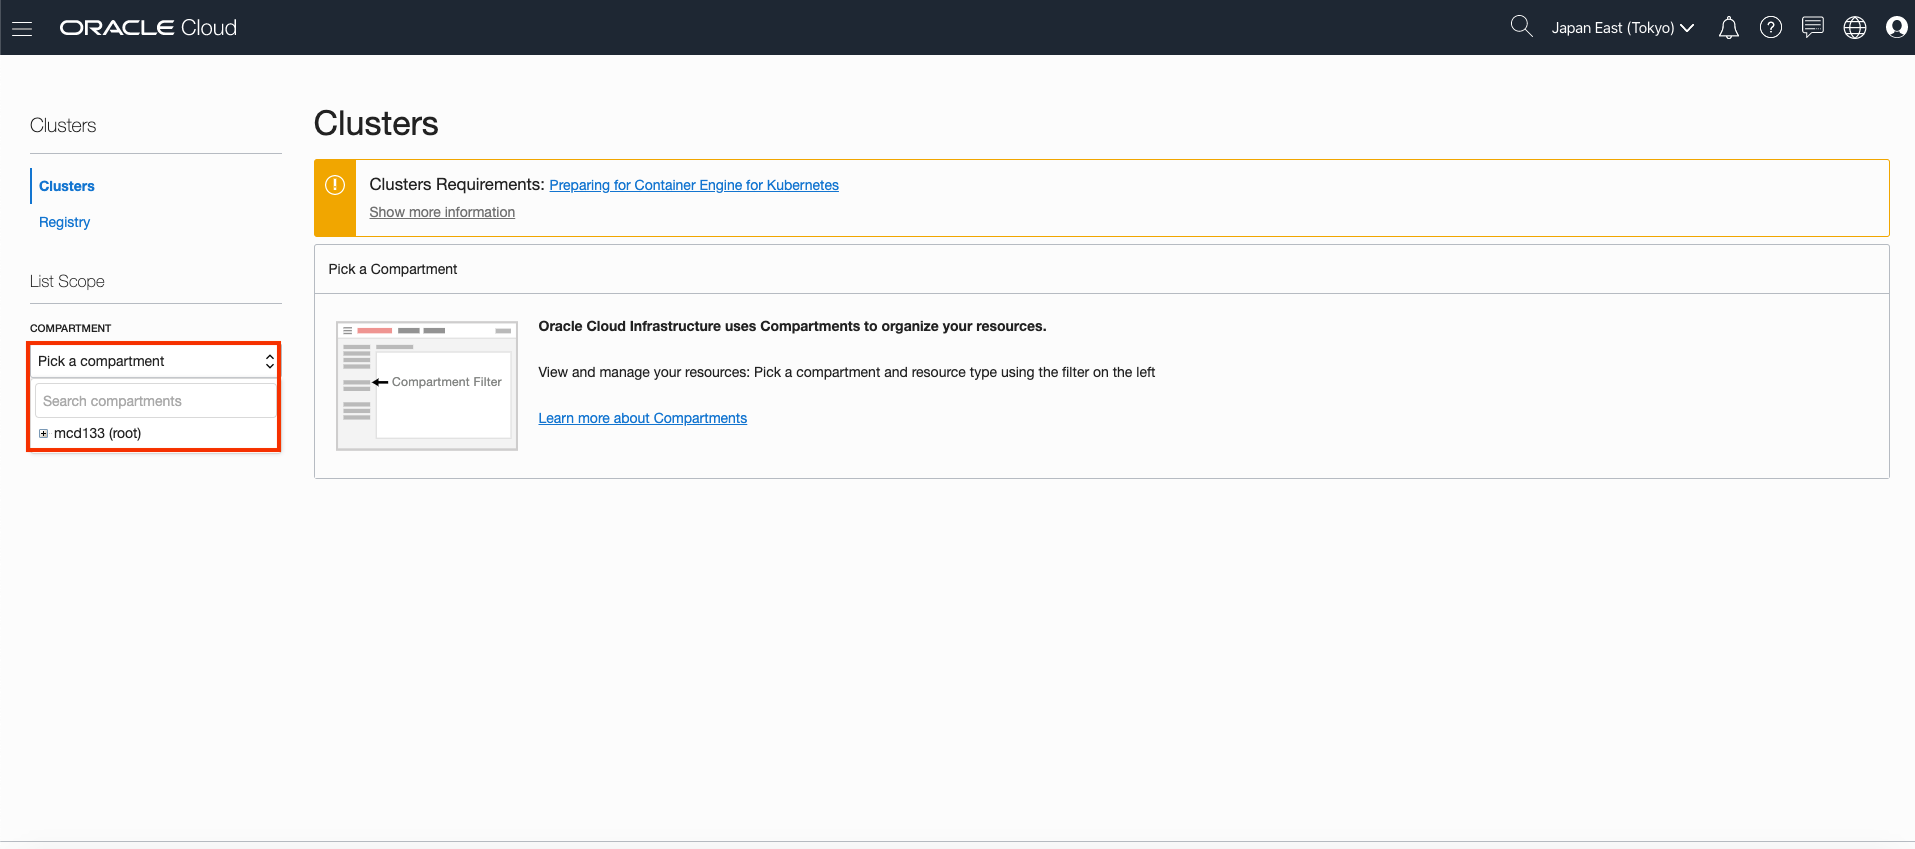 ORACLE Cloud
Japan East (Tokyo)
Clusters
Clusters
Registry
List Scope
COMPARTMENT
Pick a compartment
Search compartments
mcd133 (root)
Clusters
Clusters Requirements: Preparing for Container Engine for Kubernetes
Show more information
Pick a Compartment
Compartment Filter
Oracle Cloud Infrastructure uses Compartments to organize your resources.
View and manage your resources: Pick a compartment and resource type using the filter on the left
Learn more about Compartments